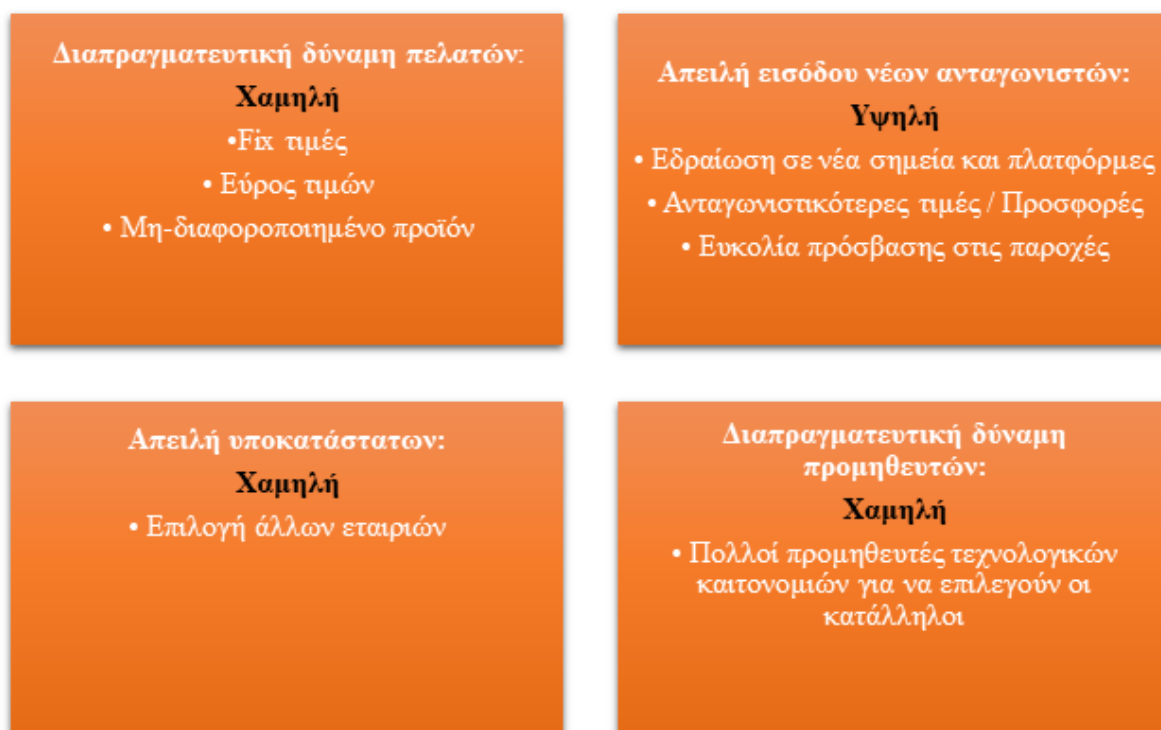 Διαπραγματευτική δύναμη πελατών:
Χαμηλή
•Fix τιμές
• Εύρος τιμών
• Μη-διαφοροποιημένο προϊόν
Απειλή εισόδου νέων ανταγωνιστών:
Υψηλή
• Εδραίωση σε νέα σημεία και πλατφόρμες
• Ανταγωνιστικότερες τιμές / Προσφορές
• Ευκολία πρόσβασης στις παροχές
Απειλή υποκατάστατων:
Χαμηλή
• Επιλογή άλλων εταιριών
Διαπραγματευτική δύναμη
προμηθευτών:
Χαμηλή
• Πολλοί προμηθευτές τεχνολογικών
καιτονομιών για να επιλεγούν οι
κατάλληλοι